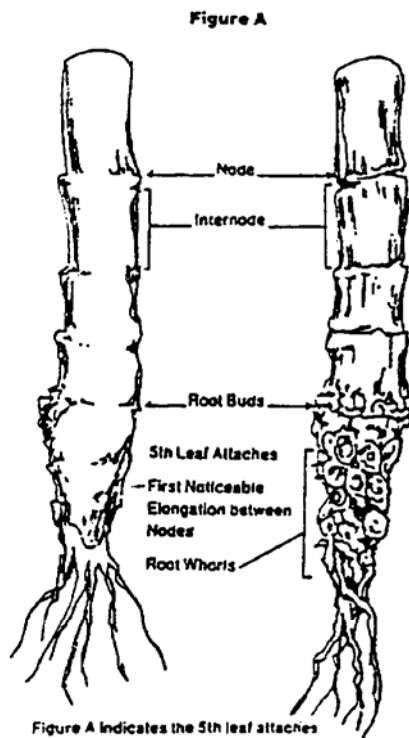 Figure A
Node
Internode
Root Buds
5th Leaf Attaches
First Noticeable
Elongation between
Nodes
Root Whorls
Figure A indicates the 5th leaf attaches